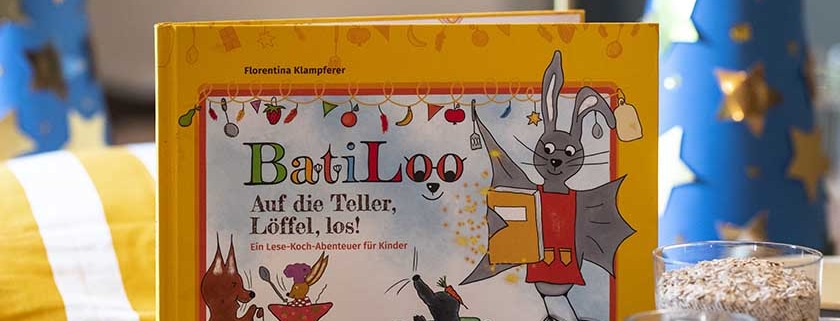 Florentina Klampferer
BatiLoo
Auf die Teller,
Löffel, los!
Ein Lese-Koch-Abenteuer für Kinder